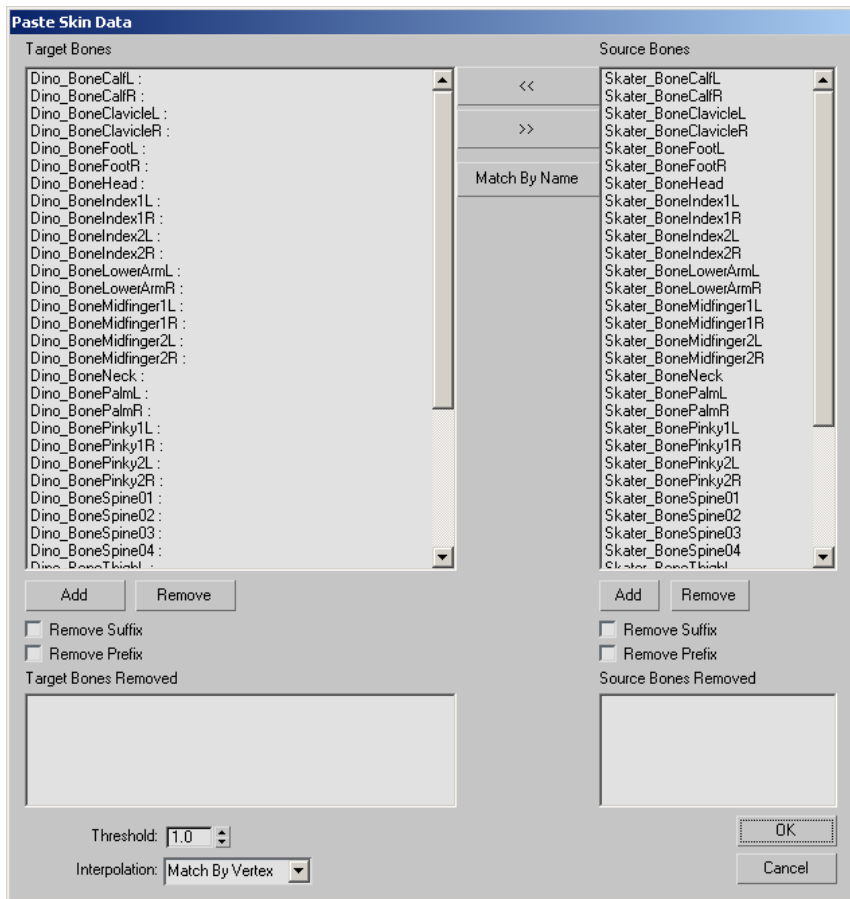 Paste Skin Data
Target Bones
Dino_BoneCalfL :
Dino_BoneCalfR :
Dino_BoneClavicleL :
Dino_BoneClavicleR :
Dino_BoneFootL :
Dino_BoneFootR :
Dino_BoneHead :
Dino_BoneIndex1L :
Dino_BoneIndex1R :
Dino_BoneIndex2L :
Dino_BoneIndex2R :
Dino_BoneLowerArmL :
Dino_BoneLowerArmR :
Dino_BoneMidfinger1L :
Dino_BoneMidfinger1R :
Dino_BoneMidfinger2L :
Dino_BoneMidfinger2R :
Dino_BoneNeck :
Dino_BonePalmL :
Dino_BonePalmR :
Dino_BonePinky1L :
Dino_BonePinky1R :
Dino_BonePinky2L :
Dino_BonePinky2R :
Dino_BoneSpine01 :
Dino_BoneSpine02 :
Dino_BoneSpine03 :
Dino_BoneSpine04 :
Dino_BoneThighL :
<<
>>
Match By Name
Source Bones
Skater_BoneCalfL
Skater_BoneCalfR
Skater_BoneClavicleL
Skater_BoneClavicleR
Skater_BoneFootL
Skater_BoneFootR
Skater_BoneHead
Skater_BoneIndex1L
Skater_BoneIndex1R
Skater_BoneIndex2L
Skater_BoneIndex2R
Skater_BoneLowerArmL
Skater_BoneLowerArmR
Skater_BoneMidfinger1L
Skater_BoneMidfinger1R
Skater_BoneMidfinger2L
Skater_BoneMidfinger2R
Skater_BoneNeck
Skater_BonePalmL
Skater_BonePalmR
Skater_BonePinky1L
Skater_BonePinky1R
Skater_BonePinky2L
Skater_BonePinky2R
Skater_BoneSpine01
Skater_BoneSpine02
Skater_BoneSpine03
Skater_BoneSpine04
Skater_BoneThighL
Add Remove
Remove Suffix
Remove Prefix
Target Bones Removed
Add Remove
Remove Suffix
Remove Prefix
Source Bones Removed
Threshold: 1.0
Interpolation: Match By Vertex
OK
Cancel